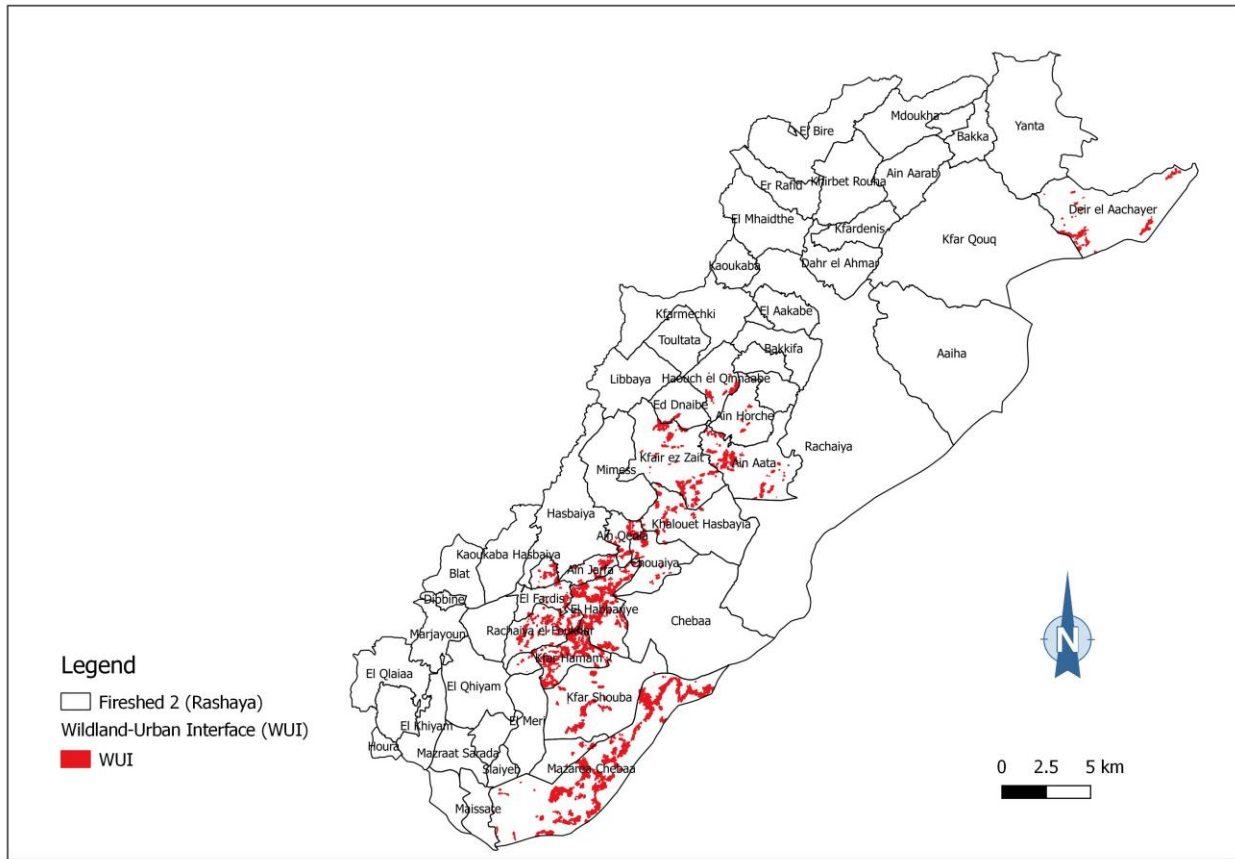 Mdoukha
El Bire
Yanta
Bakka
Ain Aarab
Khirbet Rouha
Er Rafid
Deir el Aachayer
El Mhaidthe
Kfardenis
Kfar Qouq
Dahr el Ahmar
Kaoukaba
El Aakabe
Kfarmechki
Toultata
Bakkifa
Aaiha
Libbaya
Haouch el Qinnaabe
Ed Dnaibe
Ain Horche
Rachaiya
Kfair ez Zait
Ain Aata
Mimess
Hasbaiya
Khalouet Hasbayia
Ain Qenia
Kaoukaba Hasbaiya
Chouaiya
Ain Jarfa
Blat
El Fardis
Dibbine
El Habbariye
Chebaa
Rachaiya el Foukhar
Marjayoun
Kfar Hamam
El Qlaiaa
El Qhiyam
Kfar Shouba
El Meri
El Khiyam
Houra
Mazraat Sarada
Slaiyeb
Mazarea Chebaa
Maissate
Legend
Fireshed 2 (Rashaya)
Wildland-Urban Interface (WUI)
WUI
N
0 2.5 5 km